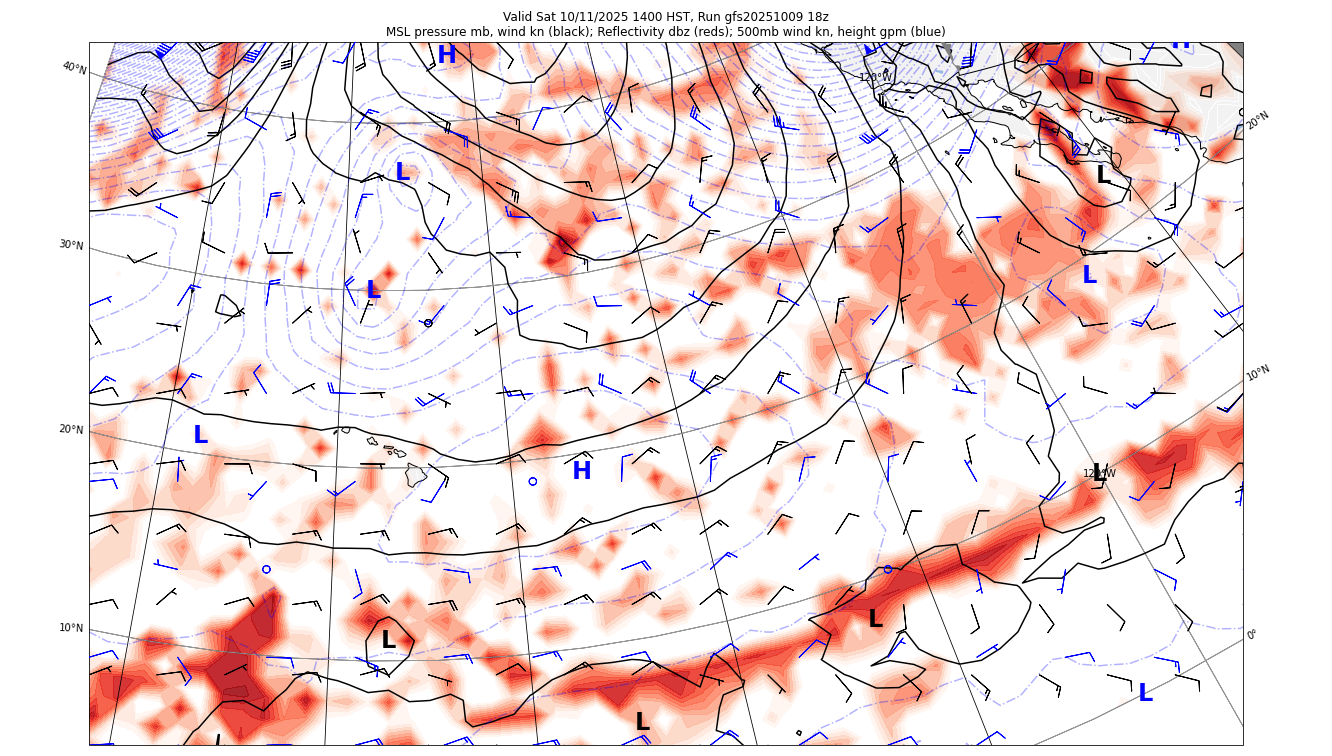 Valid Sat 10/11/2025 1400 HST, Run gfs20251009 18z
MSL pressure mb, wind kn (black); Reflectivity dbz (reds); 500mb wind kn, height gpm (blue)
H
H
40°N
120°W
20°N
L
L
30°N
L
L
10°N
20°N
L
H
L
120°W
10°N
L
L
0°
L
L